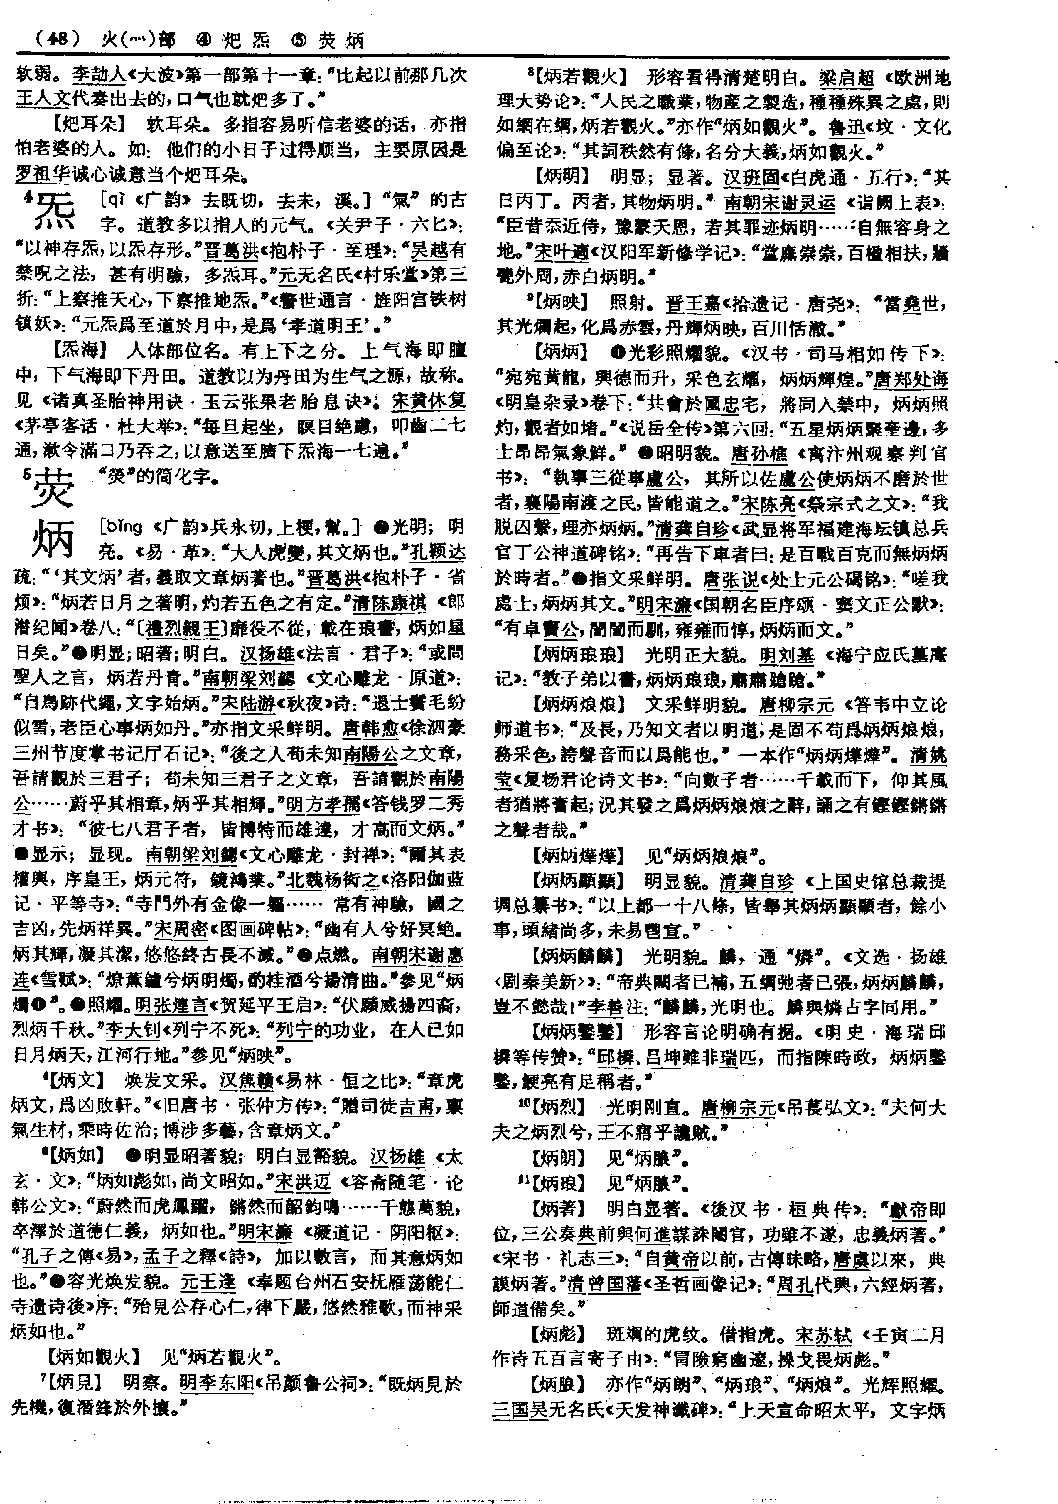 (48) 火(灬)部 ④ 𤆵 炁 ⑤ 荧 炳
软弱。李劼人《大波》第一部第十一章：“比起以前那几次
王人文代奏出去的，口气也就𤆵多了。”
【𤆵耳朵】 软耳朵。多指容易听信老婆的话，亦指
怕老婆的人。如：他们的小日子过得顺当，主要原因是
罗祖华诚心诚意当个𤆵耳朵。
4炁 [qì《广韵》去既切，去未，溪。]“氣”的古
字。道教多以指人的元气。《关尹子·六匕》：
“以神存炁，以炁存形。”晋葛洪《抱朴子·至理》：“吴越有
禁呪之法，甚有明驗，多炁耳。”元无名氏《村乐堂》第三
折：“上察推天心，下察推地炁。”《警世通言·旌阳宫铁树
镇妖》：“元炁爲至道於月中，是爲‘孝道明王’。”
【炁海】 人体部位名。有上下之分。上气海即膻
中，下气海即下丹田。道教以为丹田为生气之源，故称。
见《诸真圣胎神用诀·玉云张果老胎息诀》。宋黄休复
《茅亭客话·杜大举》：“每旦起坐，瞑目絶慮，叩齒二七
通，漱令滿口乃吞之，以意送至臍下炁海一七遍。”
5荧 “熒”的简化字。
炳 [bǐng《广韵》兵永切，上梗，幫。]❶光明；明
亮。《易·革》：“大人虎變，其文炳也。”孔颖达
疏：“‘其文炳’者，義取文章炳著也。”晋葛洪《抱朴子·省
烦》：“炳若日月之著明，灼若五色之有定。”清陈康祺《郎
潜纪闻》卷八：“〔禮烈親王〕靡役不從，載在琅書，炳如星
日矣。”❷明显；昭著；明白。汉扬雄《法言·君子》：“或問
聖人之言，炳若丹青。”南朝梁刘勰《文心雕龙·原道》：
“自鳥跡代繩，文字始炳。”宋陆游《秋夜》诗：“退士鬢毛紛
似雪，老臣心事炳如丹。”亦指文采鲜明。唐韩愈《徐泗豪
三州节度掌书记厅石记》：“後之人苟未知南陽公之文章，
吾請觀於三君子；苟未知三君子之文章，吾請觀於南陽
公……蔚乎其相章，炳乎其相輝。”明方孝孺《答钱罗二秀
才书》：“彼七八君子者，皆博特而雄達，才高而文炳。”
❸显示；显现。南朝梁刘勰《文心雕龙·封禅》：“爾其表
權輿，序皇王，炳元符，鏡鴻業。”北魏杨衒之《洛阳伽蓝
记·平等寺》：“寺門外有金像一軀……常有神驗，國之
吉凶，先炳祥異。”宋周密《图画碑帖》：“幽有人兮好冥絶。
炳其輝，凝其潔，悠悠终古長不滅。”❹点燃。南朝宋谢惠
连《雪赋》：“燎薰鑪兮炳明燭，酌桂酒兮揚清曲。”参见“炳
燭❶”。❺照耀。明张煌言《贺延平王启》：“伏願威揚四裔，
烈炳千秋。”李大钊《列宁不死》：“列宁的功业，在人已如
日月炳天，江河行地。”参见“炳映”。
4【炳文】 焕发文采。汉焦赣《易林·恒之比》：“章虎
炳文，爲凶敗軒。”《旧唐书·张仲方传》：“贈司徒吉甫，稟
氣生材，乘時佐治；博涉多藝，含章炳文。”
6【炳如】 ❶明显昭著貌；明白显豁貌。汉扬雄《太
玄·文》：“炳如彪如，尚文昭如。”宋洪迈《容斋随笔·论
韩公文》：“蔚然而虎鳳躍，鏘然而韶鈞鳴……千態萬貌，
卒澤於道德仁義，炳如也。”明宋濂《凝道记·阴阳枢》：
“孔子之傳《易》，孟子之釋《詩》，加以數言，而其意炳如
也。”❷容光焕发貌。元王逢《奉题台州石安抚雁荡能仁
寺遗诗後》序：“殆見公存心仁，律下嚴，悠然雅歌，而神采
炳如也。”
【炳如觀火】 见“炳若觀火”。
7【炳見】 明察。明李东阳《吊颜鲁公祠》：“既炳見於
先機，復潛銷於外攘。”
8【炳若觀火】 形容看得清楚明白。梁启超《欧洲地
理大势论》：“人民之職業，物產之製造，種種殊異之處，則
如網在綱，炳若觀火。”亦作“炳如觀火”。鲁迅《坟·文化
偏至论》：“其詞秩然有條，名分大義，炳如觀火。”
【炳明】 明显；显著。汉班固《白虎通·五行》：“其
日丙丁。丙者，其物炳明。”南朝宋谢灵运《诣阙上表》：
“臣昔忝近侍，豫蒙天恩，若其罪迹炳明……自無容身之
地。”宋叶適《汉阳军新修学记》：“堂廉崇崇，百楹相扶，牆
甓外周，赤白炳明。”
9【炳映】 照射。晋王嘉《拾遗记·唐尧》：“當堯世，
其光爛起，化爲赤雲，丹輝炳映，百川恬澈。”
【炳炳】 ❶光彩照耀貌。《汉书·司马相如传下》：
“宛宛黄龍，興德而升，采色玄耀，炳炳輝煌。”唐郑处海
《明皇杂录》卷下：“共會於國忠宅，將同入禁中，炳炳照
灼，觀者如堵。”《说岳全传》第六回：“五星炳炳聚奎邊，多
士昂昂氣象鮮。”❷昭明貌。唐孙樵《寓汴州观察判官
书》：“執事三從事盧公，其所以佐盧公使炳炳不磨於世
者，襄陽南渡之民，皆能道之。”宋陈亮《祭宗式之文》：“我
脱囚繫，理亦炳炳。”清龚自珍《武显将军福建海坛镇总兵
官丁公神道碑铭》：“再告下車者曰：是百戰百克而無炳炳
於時者。”❸指文采鲜明。唐张说《处士元公碣铭》：“嗟我
處士，炳炳其文。”明宋濂《国朝名臣序颂·窦文正公默》：
“有卓竇公，誾誾而馴，雍雍而惇，炳炳而文。”
【炳炳琅琅】 光明正大貌。明刘基《海宁应氏墓庵
记》：“教子弟以書，炳炳琅琅，肅肅蹌蹌。”
【炳炳烺烺】 文采鲜明貌。唐柳宗元《答韦中立论
师道书》：“及長，乃知文者以明道，是固不苟爲炳炳烺烺，
務采色，誇聲音而以爲能也。”一本作“炳炳燁燁”。清姚
莹《复杨君论诗文书》：“向數子者……千載而下，仰其風
者猶將奮起；況其發之爲炳炳烺烺之辭，誦之有鏗鏗鏘鏘
之聲者哉。”
【炳炳燁燁】 见“炳炳烺烺”。
【炳炳顯顯】 明显貌。清龚自珍《上国史馆总裁提
调总纂书》：“以上都一十八條，皆舉其炳炳顯顯者，餘小
事，頭緒尚多，未易覼宣。”
【炳炳麟麟】 光明貌。麟，通“燐”。《文选·扬雄
〈剧秦美新〉》：“帝典闕者已補，五綱弛者已張，炳炳麟麟，
豈不懿哉！”李善注：“麟麟，光明也。麟與燐古字同用。”
【炳炳鑿鑿】 形容言论明确有据。《明史·海瑞邱
橓等传赞》：“邱橓、吕坤雖非瑞匹，而指陳時政，炳炳鑿
鑿，鯁亮有足稱者。”
10【炳烈】 光明刚直。唐柳宗元《吊苌弘文》：“夫何大
夫之炳烈兮，王不寤乎讒賊。”
【炳朗】 见“炳朖”。
11【炳琅】 见“炳朖”。
【炳著】 明白显著。《後汉书·桓典传》：“獻帝即
位，三公奏典前與何進謀誅閹官，功雖不遂，忠義炳著。”
《宋书·礼志三》：“自黄帝以前，古傳昧略，唐虞以來，典
謨炳著。”清曾国藩《圣哲画像记》：“周孔代興，六經炳著，
師道備矣。”
【炳彪】 斑斓的虎纹。借指虎。宋苏轼《壬寅二月
作诗五百言寄子由》：“冒險窮幽邃，操戈畏炳彪。”
【炳朖】 亦作“炳朗”、“炳琅”、“炳烺”。光辉照耀。
三国吴无名氏《天发神谶碑》：“上天宣命昭太平，文字炳